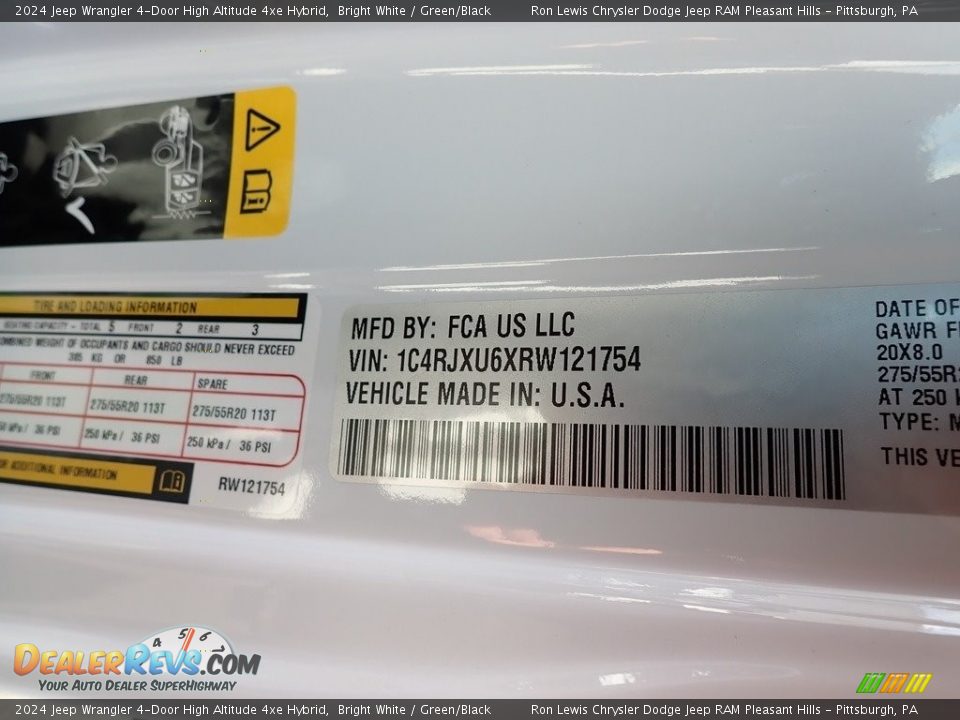 2024 Jeep Wrangler 4-Door High Altitude 4xe Hybrid, Bright White / Green/Black Ron Lewis Chrysler Dodge Jeep RAM Pleasant Hills - Pittsburgh, PA
TIRE AND LOADING INFORMATION
SEATING CAPACITY - TOTAL 5 FRONT 2 REAR 3
COMBINED WEIGHT OF OCCUPANTS AND CARGO SHOULD NEVER EXCEED
385 KG OR 850 LB
FRONT REAR SPARE
275/55R20 113T 275/55R20 113T 275/55R20 113T
250 kPa / 36 PSI 250 kPa / 36 PSI 250 kPa / 36 PSI
OR ADDITIONAL INFORMATION
RW121754
MFD BY: FCA US LLC
VIN: 1C4RJXU6XRW121754
VEHICLE MADE IN: U.S.A.
DATE OF
GAWR F
20X8.0
275/55R
AT 250
TYPE: M
THIS VE
4 5 6
DEALERREVS.COM
YOUR AUTO DEALER SUPERHIGHWAY
2024 Jeep Wrangler 4-Door High Altitude 4xe Hybrid, Bright White / Green/Black Ron Lewis Chrysler Dodge Jeep RAM Pleasant Hills - Pittsburgh, PA